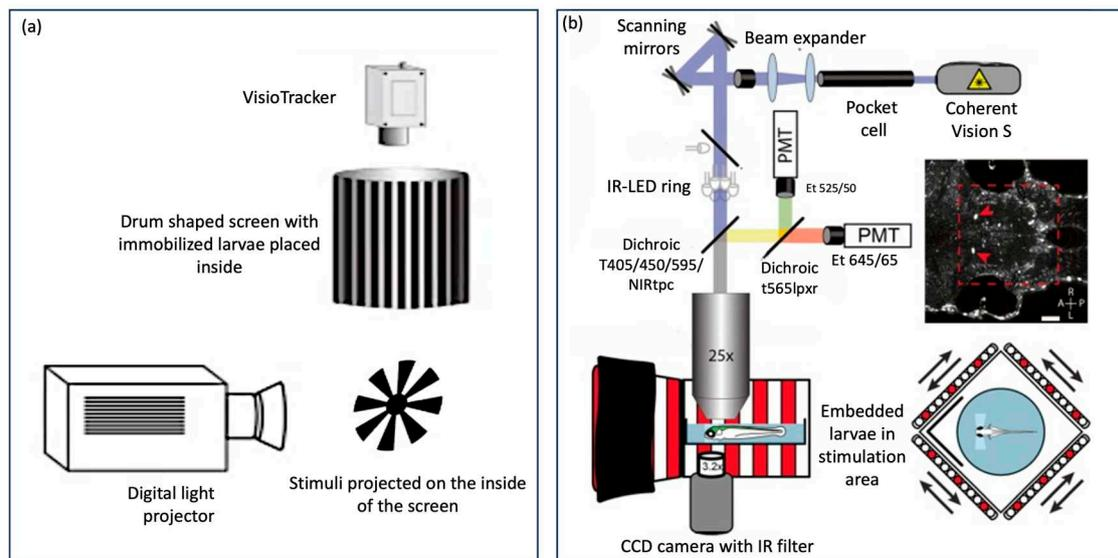 (a)
VisioTracker
Drum shaped screen with
immobilized larvae placed
inside
Digital light
projector
Stimuli projected on the inside
of the screen
(b)
Scanning
mirrors
Beam expander
Pocket
cell
Coherent
Vision S
PMT
Et 525/50
IR-LED ring
PMT
Et 645/65
Dichroic
T405/450/595/
NIRtpc
Dichroic
t565lpxr
R
A P
L
25x
3.2x
Embedded
larvae in
stimulation
area
CCD camera with IR filter